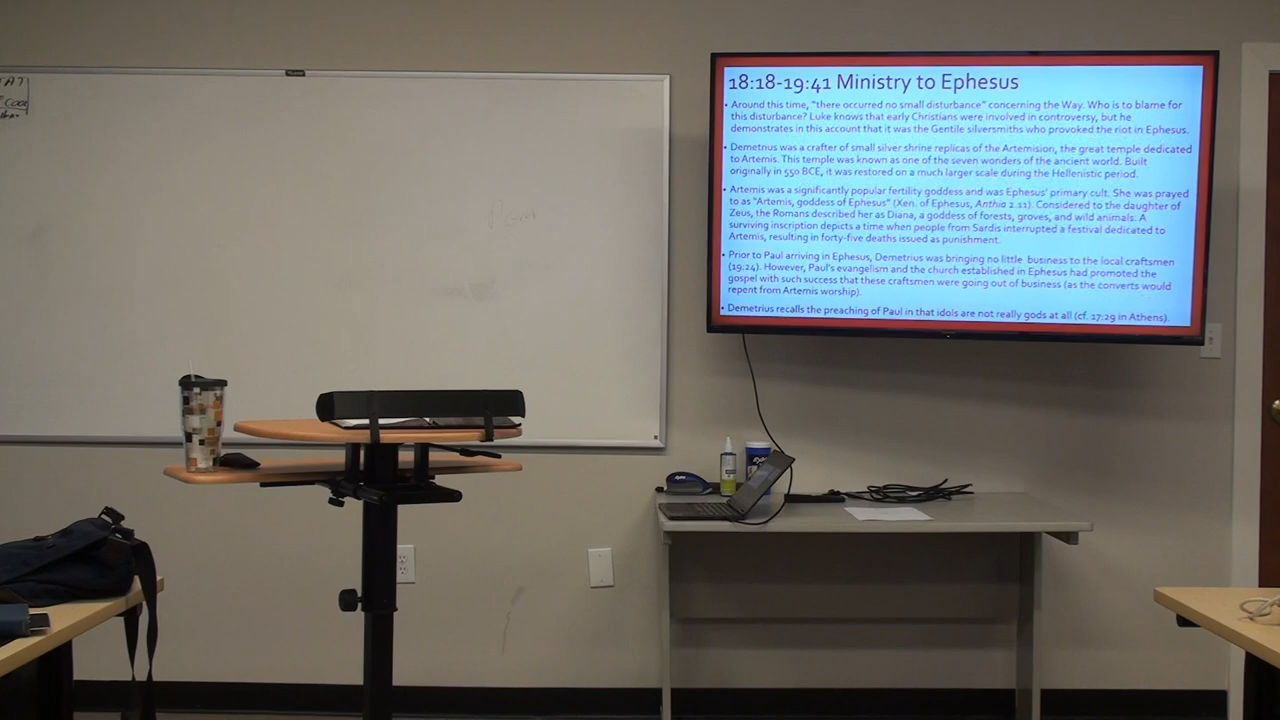 18:18-19:41 Ministry to Ephesus
• Around this time, "there occurred no small disturbance" concerning the Way. Who is to blame for
this disturbance? Luke knows that early Christians were involved in controversy, but he
demonstrates in this account that it was the Gentile silversmiths who provoked the riot in Ephesus.
• Demetrius was a crafter of small silver shrine replicas of the Artemision, the great temple dedicated
to Artemis. This temple was known as one of the seven wonders of the ancient world. Built
originally in 550 BCE, it was restored on a much larger scale during the Hellenistic period.
• Artemis was a significantly popular fertility goddess and was Ephesus' primary cult. She was prayed
to as "Artemis, goddess of Ephesus" (Xen. of Ephesus, Anthia 2.11). Considered to the daughter of
Zeus, the Romans described her as Diana, a goddess of forests, groves, and wild animals. A
surviving inscription depicts a time when people from Sardis interrupted a festival dedicated to
Artemis, resulting in forty-five deaths issued as punishment.
• Prior to Paul arriving in Ephesus, Demetrius was bringing no little business to the local craftsmen
(19:24). However, Paul's evangelism and the church established in Ephesus had promoted the
gospel with such success that these craftsmen were going out of business (as the converts would
repent from Artemis worship).
• Demetrius recalls the preaching of Paul in that idols are not really gods at all (cf. 17:29 in Athens).